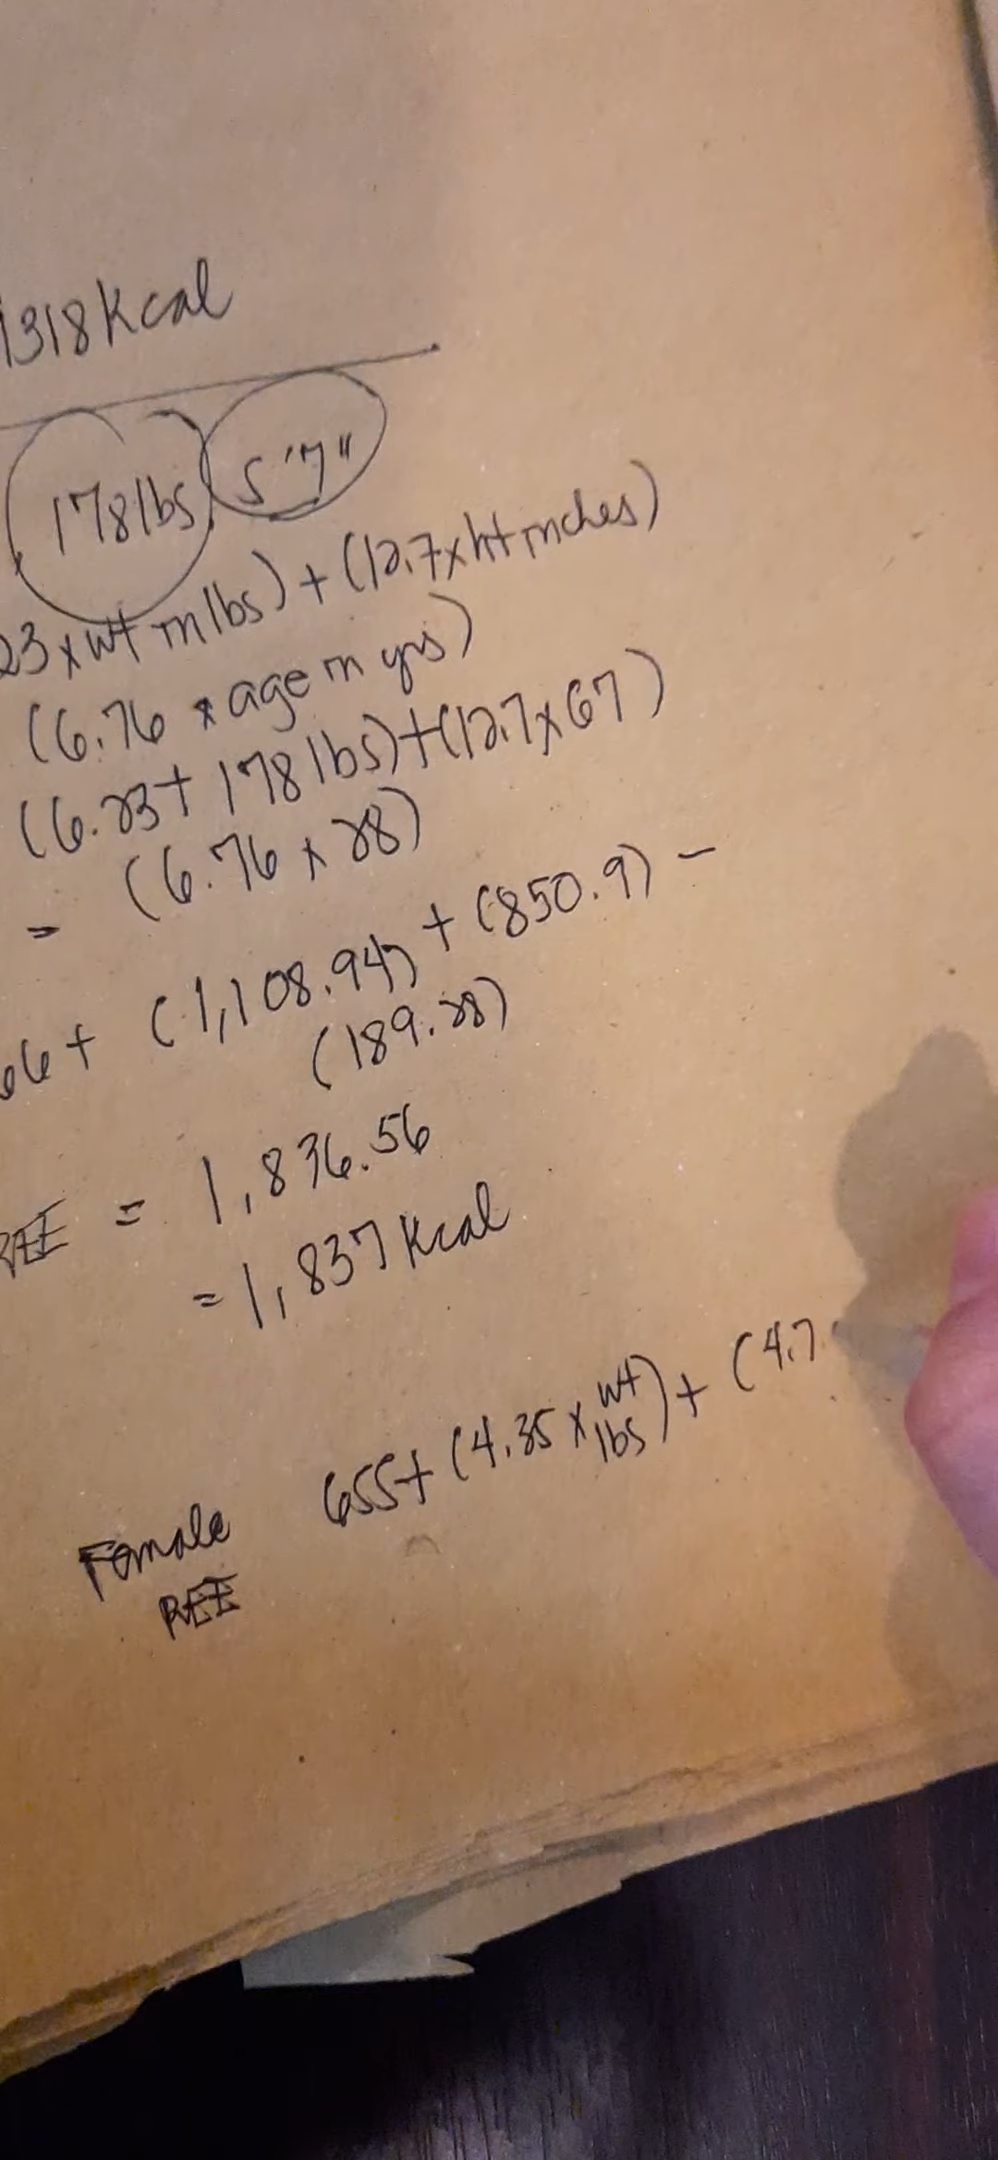 1318 Kcal
178 lbs 5'7"
23 x wt in lbs) + (12.7 x ht inches)
(6.76 x age in yrs)
(6.23 + 178 lbs) + (12.7 x 67)
- (6.76 x 28)
66 + (1,108.94) + (850.9) -
(189.28)
REE = 1,836.56
= 1,837 Kcal
Female 655 + (4.35 x wt lbs) + (4.7
REE